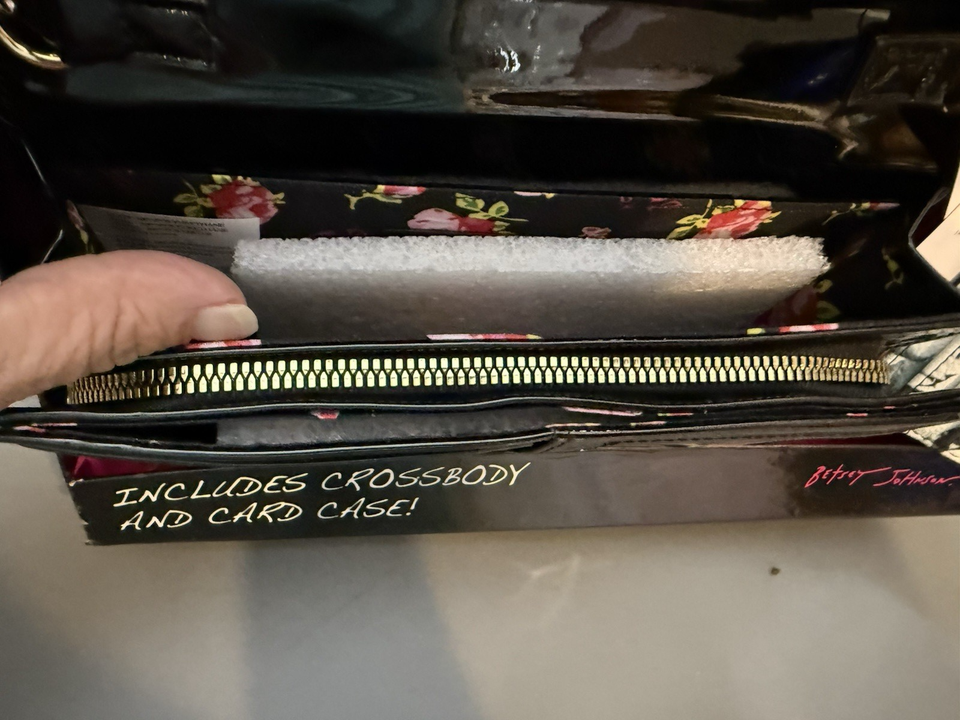 INCLUDES CROSSBODY
AND CARD CASE!
BETSEY JOHNSON